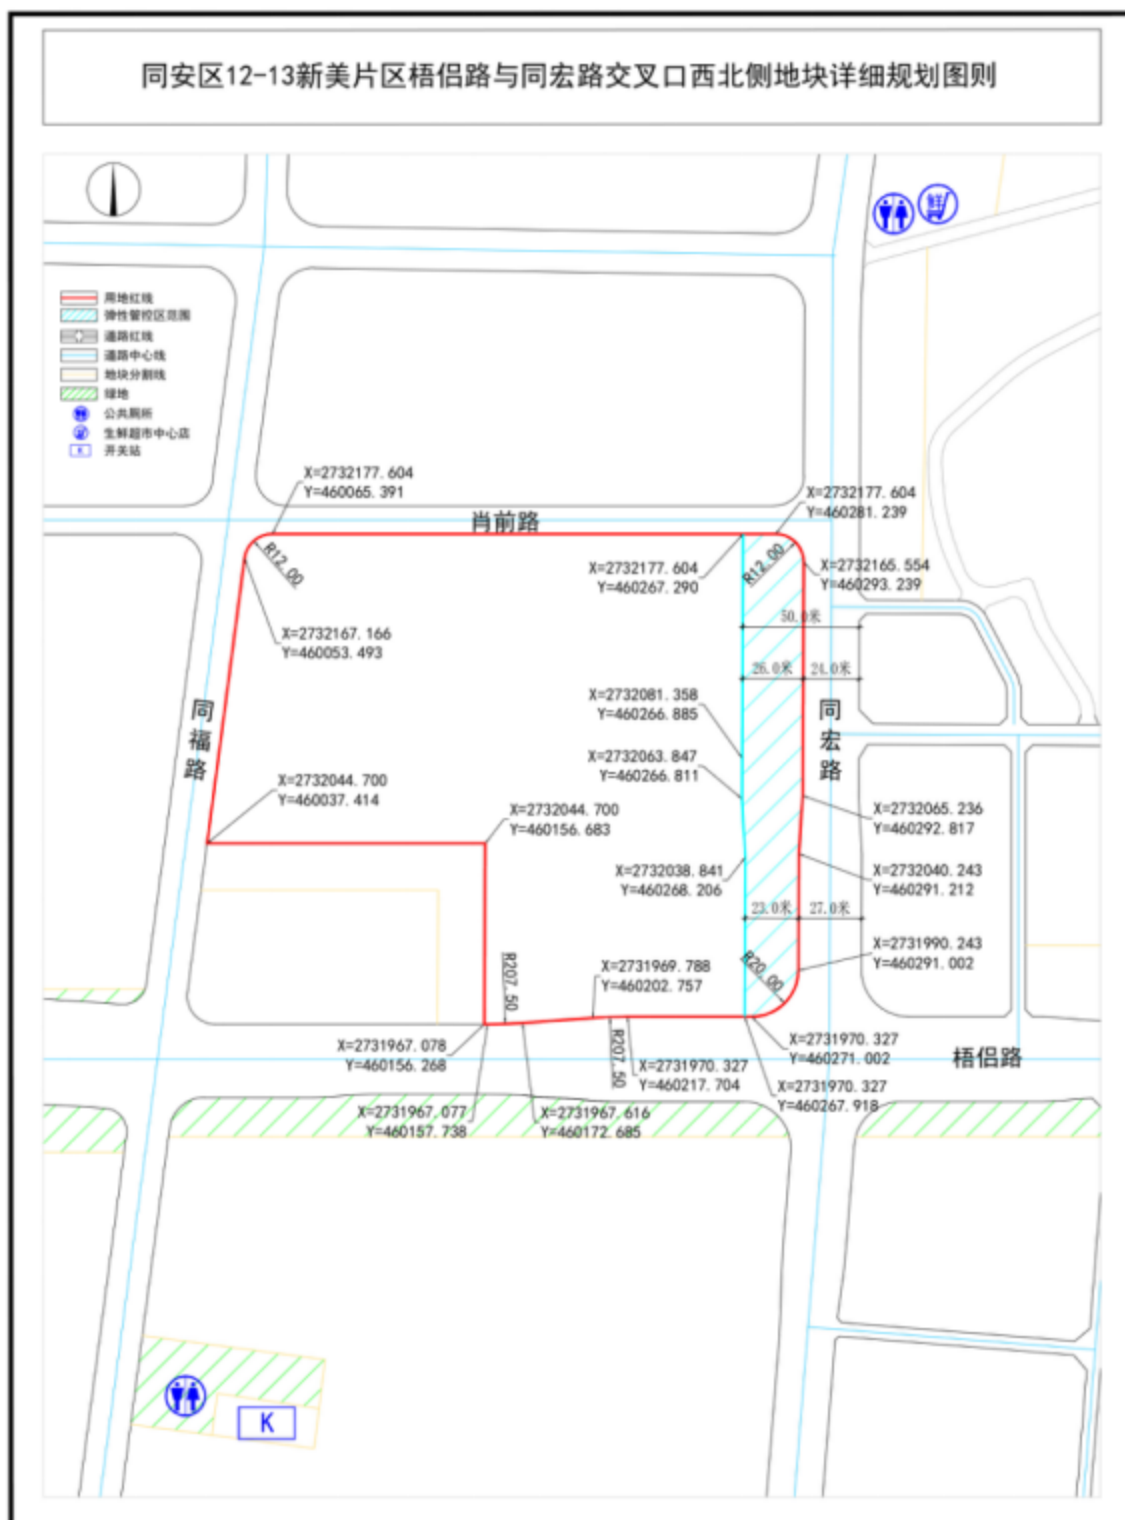 同安区12-13新美片区梧侣路与同宏路交叉口西北侧地块详细规划图则
鲜
用地红线
弹性管控区范围
道路红线
道路中心线
地块分割线
绿地
公共厕所
生鲜超市中心店
K
开关站
X=2732177.604
Y=460065.391
肖前路
X=2732177.604
Y=460281.239
R12.00
X=2732177.604
Y=460267.290
R12.00
X=2732165.554
Y=460293.239
50.0米
X=2732167.166
Y=460053.493
26.0米
24.0米
X=2732081.358
Y=460266.885
同福路
同宏路
X=2732063.847
Y=460266.811
X=2732044.700
Y=460037.414
X=2732044.700
Y=460156.683
X=2732065.236
Y=460292.817
X=2732038.841
Y=460268.206
X=2732040.243
Y=460291.212
23.0米
27.0米
X=2731990.243
Y=460291.002
R207.50
X=2731969.788
Y=460202.757
R20.00
X=2731967.078
Y=460156.268
R207.50
X=2731970.327
Y=460217.704
X=2731970.327
Y=460271.002
梧侣路
X=2731970.327
Y=460267.918
X=2731967.077
Y=460157.738
X=2731967.616
Y=460172.685
K